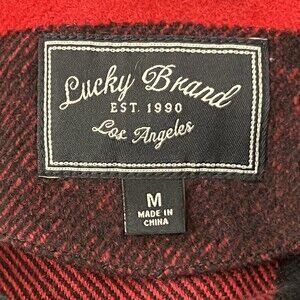 Lucky Brand
EST. 1990
Los Angeles
M
MADE IN
CHINA